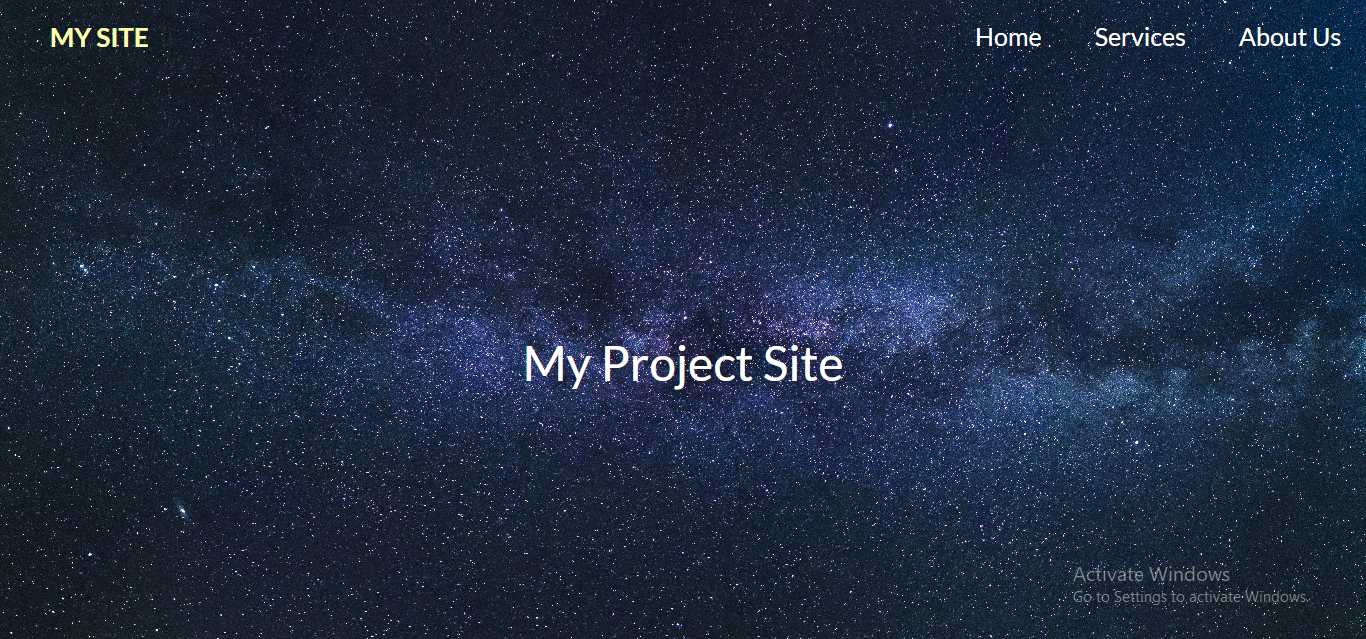 MY SITE
Home
Services
About Us
My Project Site
Activate Windows
Go to Settings to activate Windows.